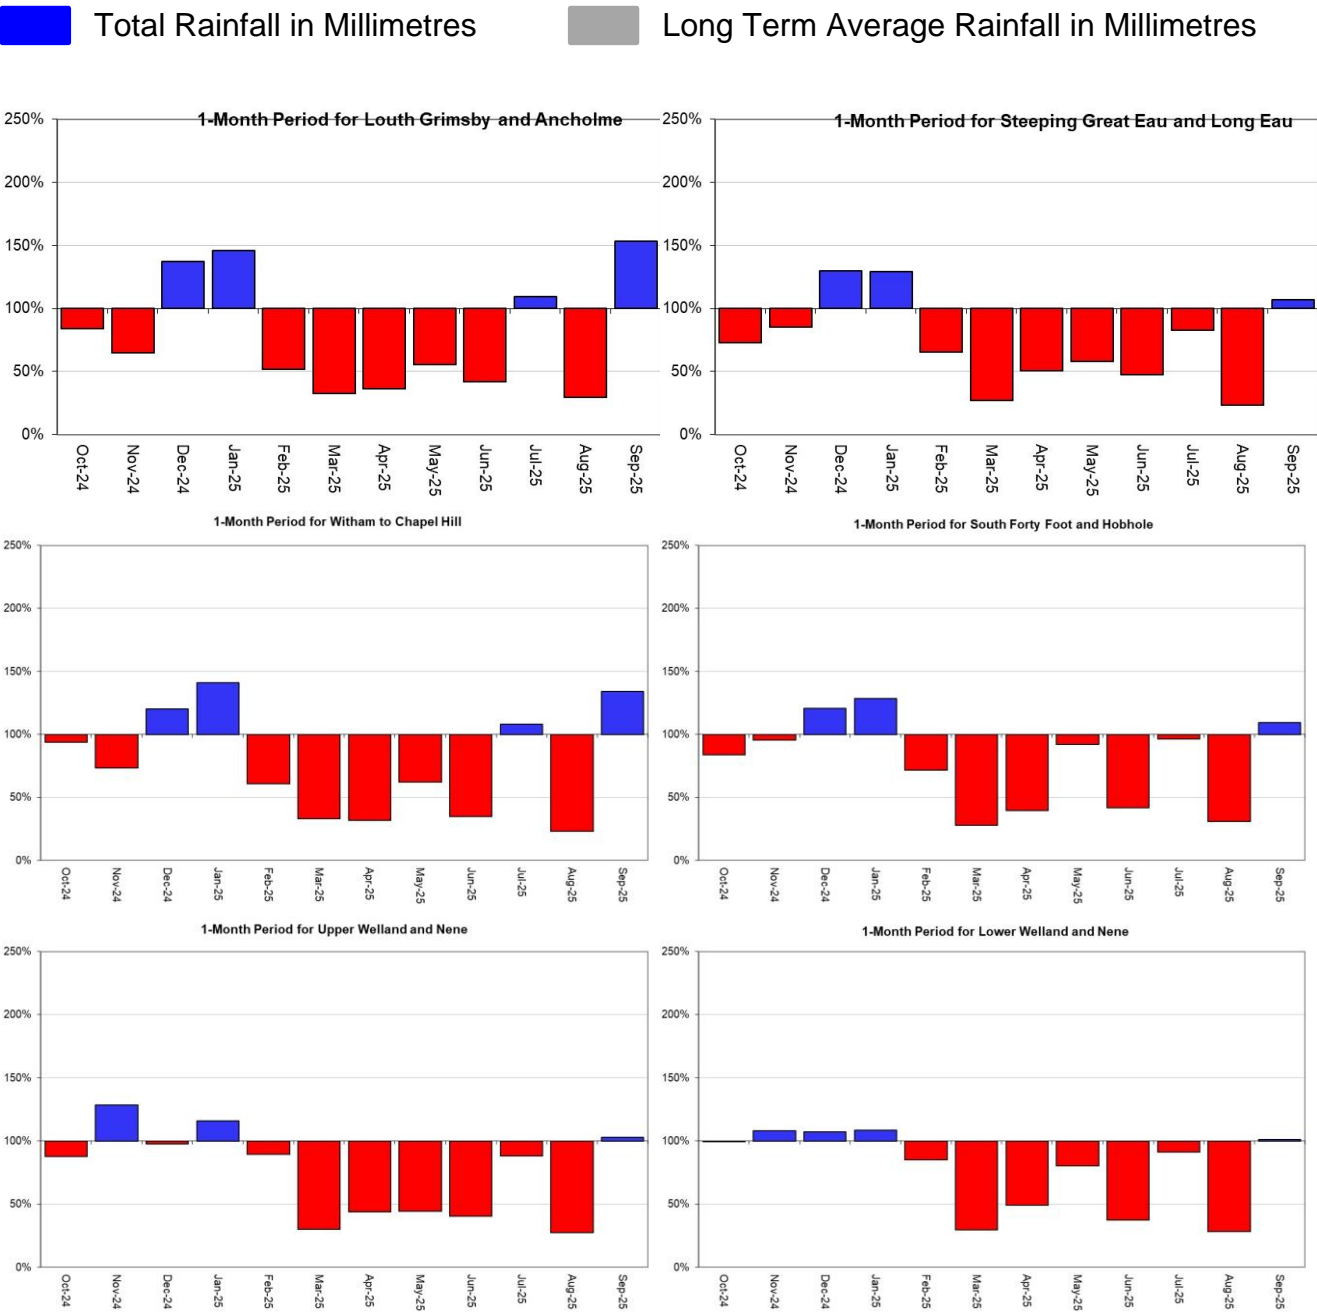 Total Rainfall in Millimetres
Long Term Average Rainfall in Millimetres
1-Month Period for Louth Grimsby and Ancholme
250%
200%
150%
100%
50%
0%
Oct-24
Nov-24
Dec-24
Jan-25
Feb-25
Mar-25
Apr-25
May-25
Jun-25
Jul-25
Aug-25
Sep-25
1-Month Period for Steeping Great Eau and Long Eau
250%
200%
150%
100%
50%
0%
Oct-24
Nov-24
Dec-24
Jan-25
Feb-25
Mar-25
Apr-25
May-25
Jun-25
Jul-25
Aug-25
Sep-25
1-Month Period for Witham to Chapel Hill
250%
200%
150%
100%
50%
0%
Oct-24
Nov-24
Dec-24
Jan-25
Feb-25
Mar-25
Apr-25
May-25
Jun-25
Jul-25
Aug-25
Sep-25
1-Month Period for South Forty Foot and Hobhole
250%
200%
150%
100%
50%
0%
Oct-24
Nov-24
Dec-24
Jan-25
Feb-25
Mar-25
Apr-25
May-25
Jun-25
Jul-25
Aug-25
Sep-25
1-Month Period for Upper Welland and Nene
250%
200%
150%
100%
50%
0%
Oct-24
Nov-24
Dec-24
Jan-25
Feb-25
Mar-25
Apr-25
May-25
Jun-25
Jul-25
Aug-25
Sep-25
1-Month Period for Lower Welland and Nene
250%
200%
150%
100%
50%
0%
Oct-24
Nov-24
Dec-24
Jan-25
Feb-25
Mar-25
Apr-25
May-25
Jun-25
Jul-25
Aug-25
Sep-25